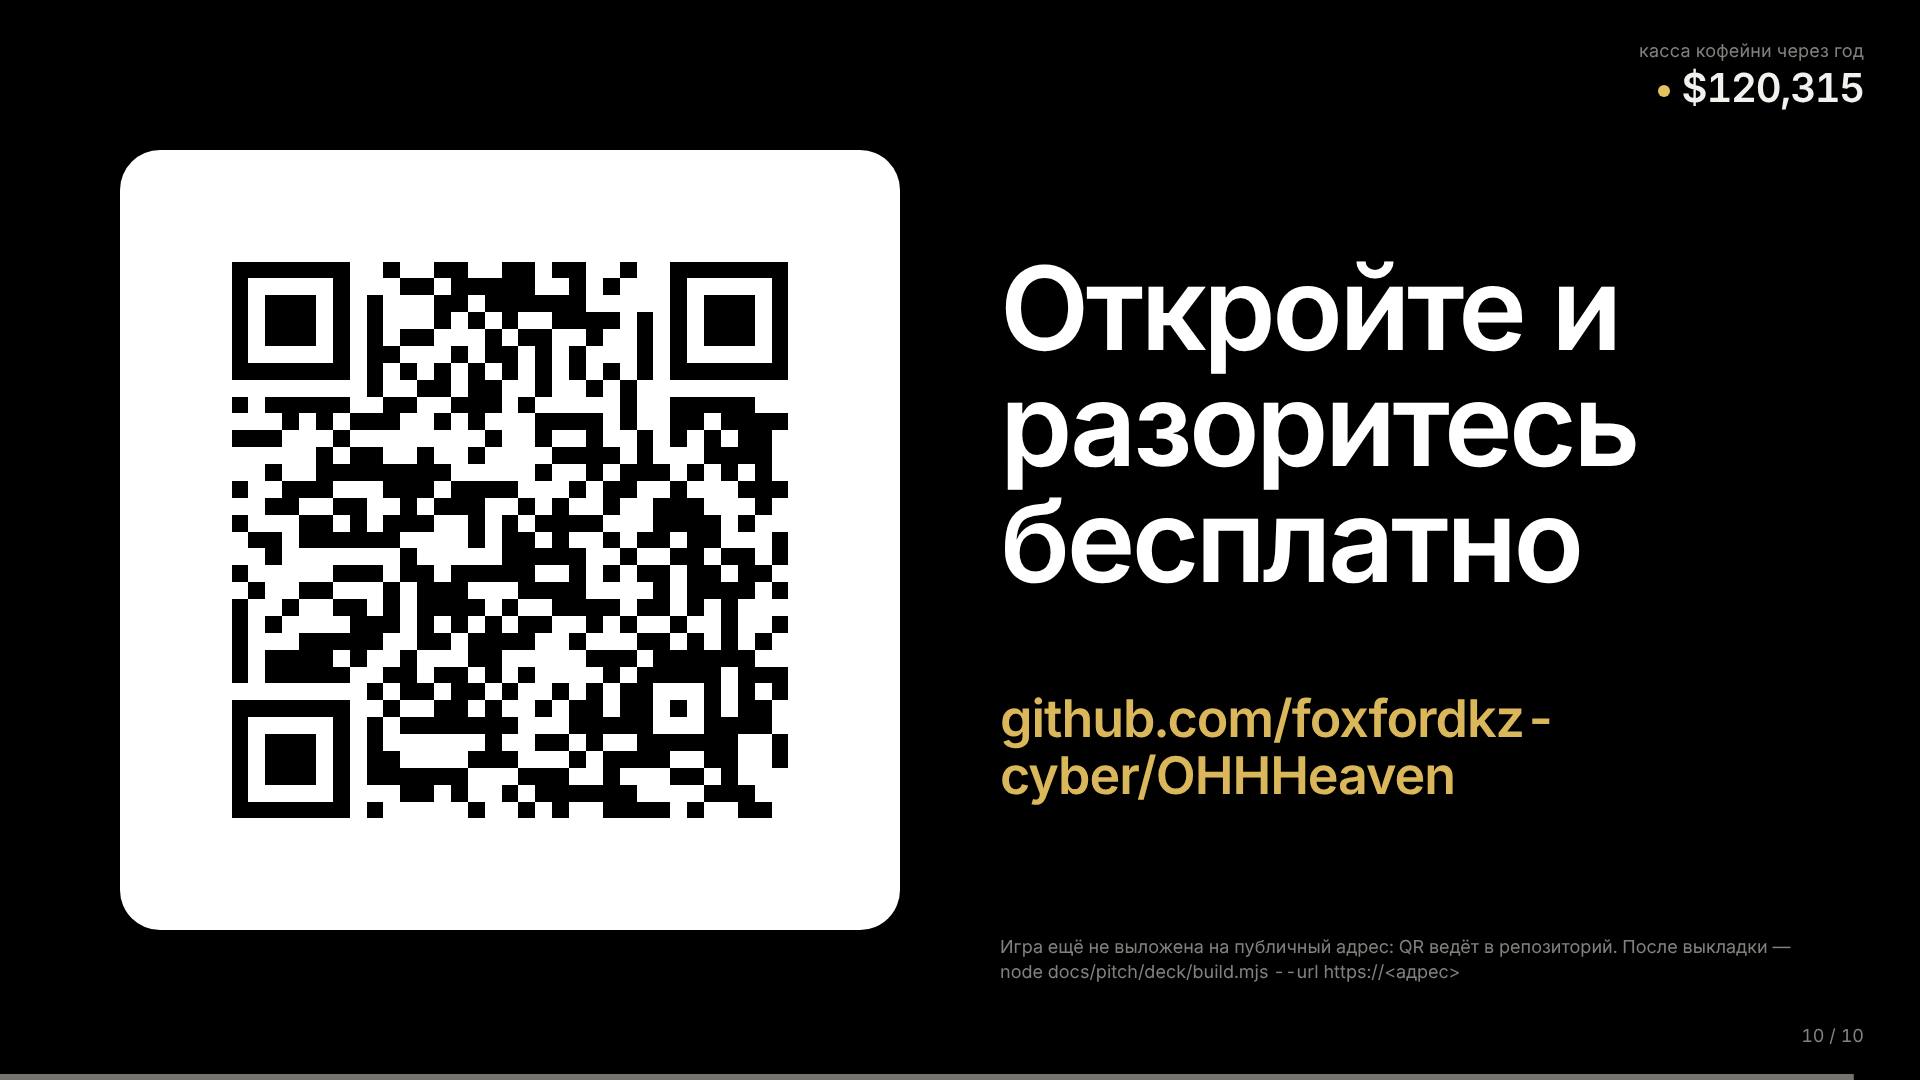 касса кофейни через год
$120,315
Откройте и
разоритесь
бесплатно
github.com/foxfordkz-
cyber/OHHHeaven
Игра ещё не выложена на публичный адрес: QR ведёт в репозиторий. После выкладки —
node docs/pitch/deck/build.mjs --url https://<адрес>
10 / 10